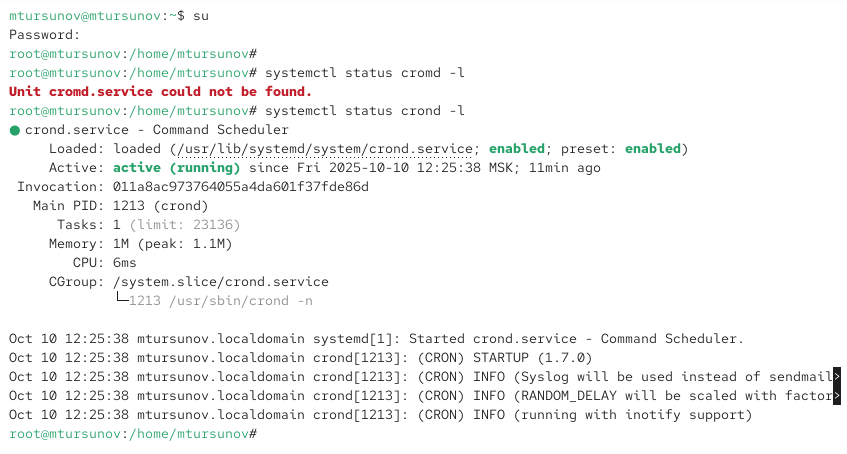 mtursunov@mtursunov:~$ su
Password:
root@mtursunov:/home/mtursunov#
root@mtursunov:/home/mtursunov# systemctl status cromd -l
Unit cromd.service could not be found.
root@mtursunov:/home/mtursunov# systemctl status crond -l
● crond.service - Command Scheduler
     Loaded: loaded (/usr/lib/systemd/system/crond.service; enabled; preset: enabled)
     Active: active (running) since Fri 2025-10-10 12:25:38 MSK; 11min ago
 Invocation: 011a8ac973764055a4da601f37fde86d
   Main PID: 1213 (crond)
      Tasks: 1 (limit: 23136)
     Memory: 1M (peak: 1.1M)
        CPU: 6ms
     CGroup: /system.slice/crond.service
             └─1213 /usr/sbin/crond -n
Oct 10 12:25:38 mtursunov.localdomain systemd[1]: Started crond.service - Command Scheduler.
Oct 10 12:25:38 mtursunov.localdomain crond[1213]: (CRON) STARTUP (1.7.0)
Oct 10 12:25:38 mtursunov.localdomain crond[1213]: (CRON) INFO (Syslog will be used instead of sendmail>
Oct 10 12:25:38 mtursunov.localdomain crond[1213]: (CRON) INFO (RANDOM_DELAY will be scaled with factor>
Oct 10 12:25:38 mtursunov.localdomain crond[1213]: (CRON) INFO (running with inotify support)
root@mtursunov:/home/mtursunov#